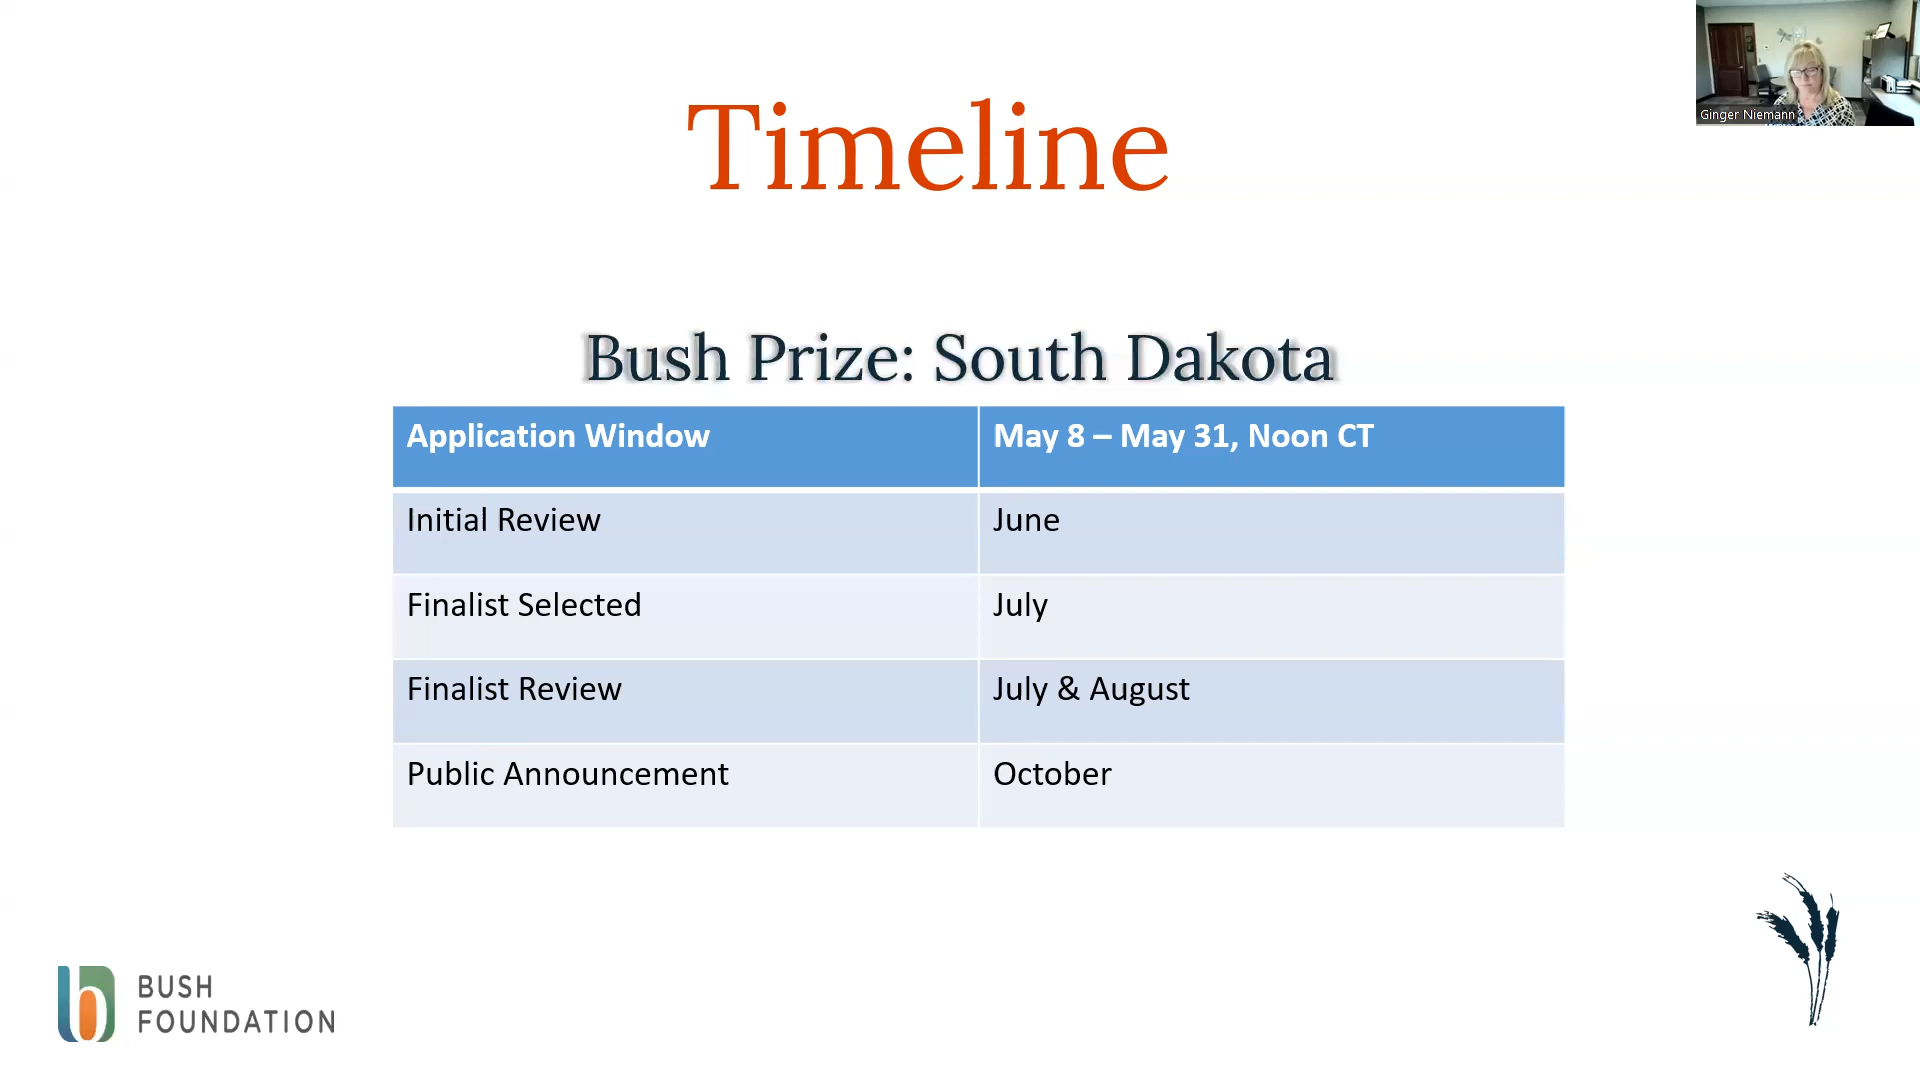 Timeline
Ginger Niemann
Bush Prize: South Dakota
Application Window
May 8 – May 31, Noon CT
Initial Review
June
Finalist Selected
July
Finalist Review
July & August
Public Announcement
October
BUSH
FOUNDATION